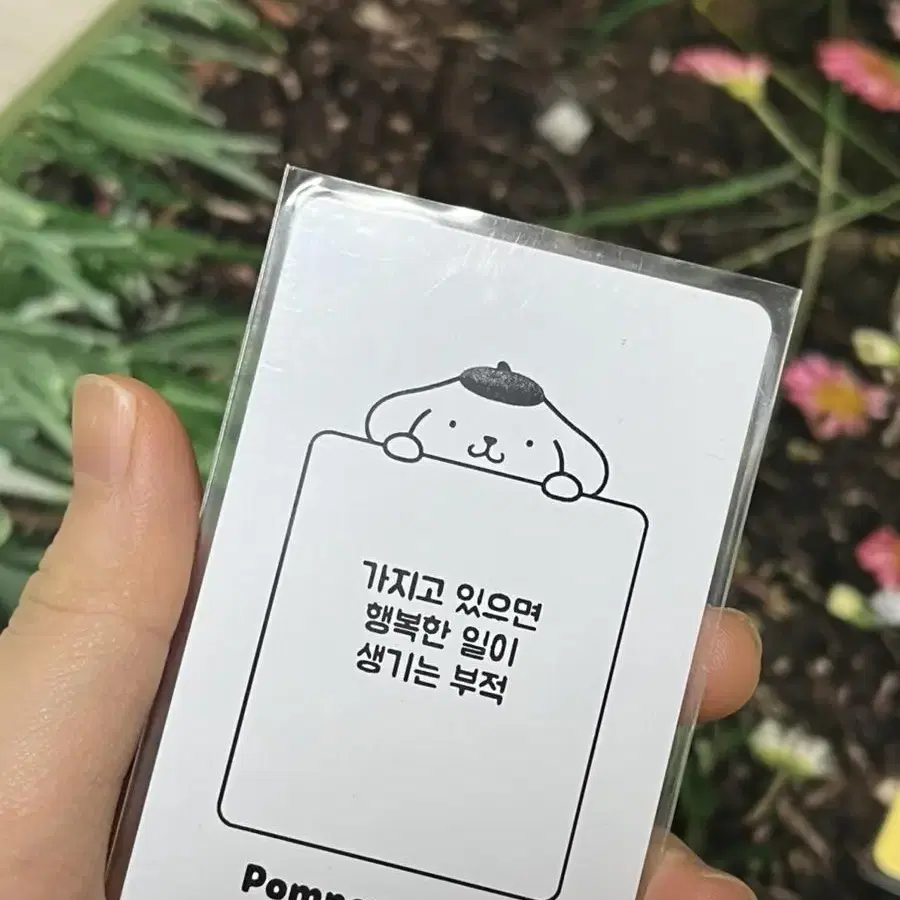 가지고 있으면
행복한 일이
생기는 부적